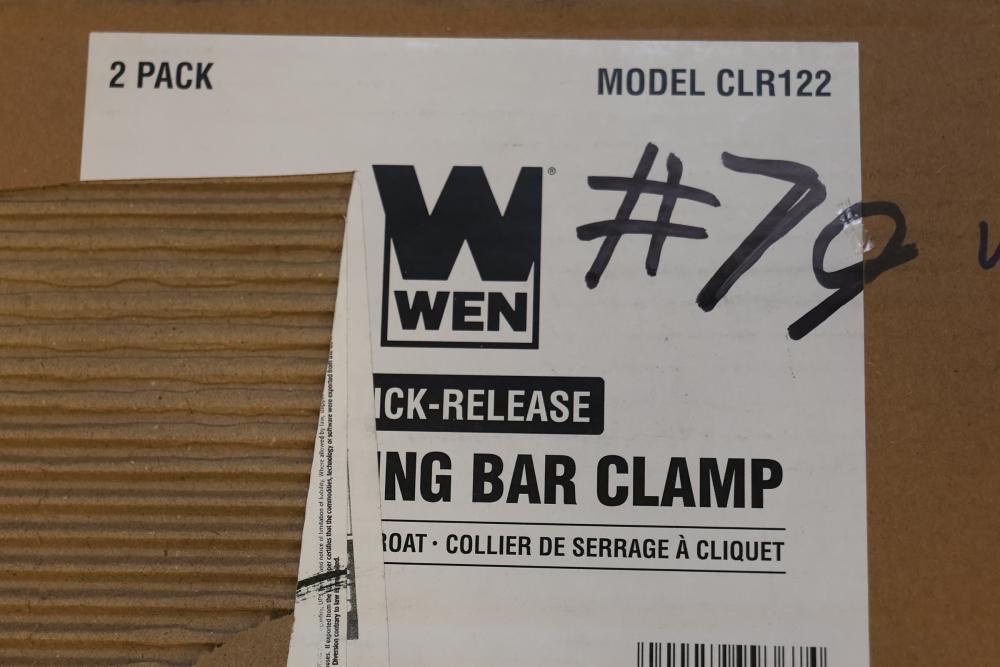 2 PACK
MODEL CLR122
WEN
®
#79
ICK-RELEASE
ING BAR CLAMP
ROAT · COLLIER DE SERRAGE À CLIQUET